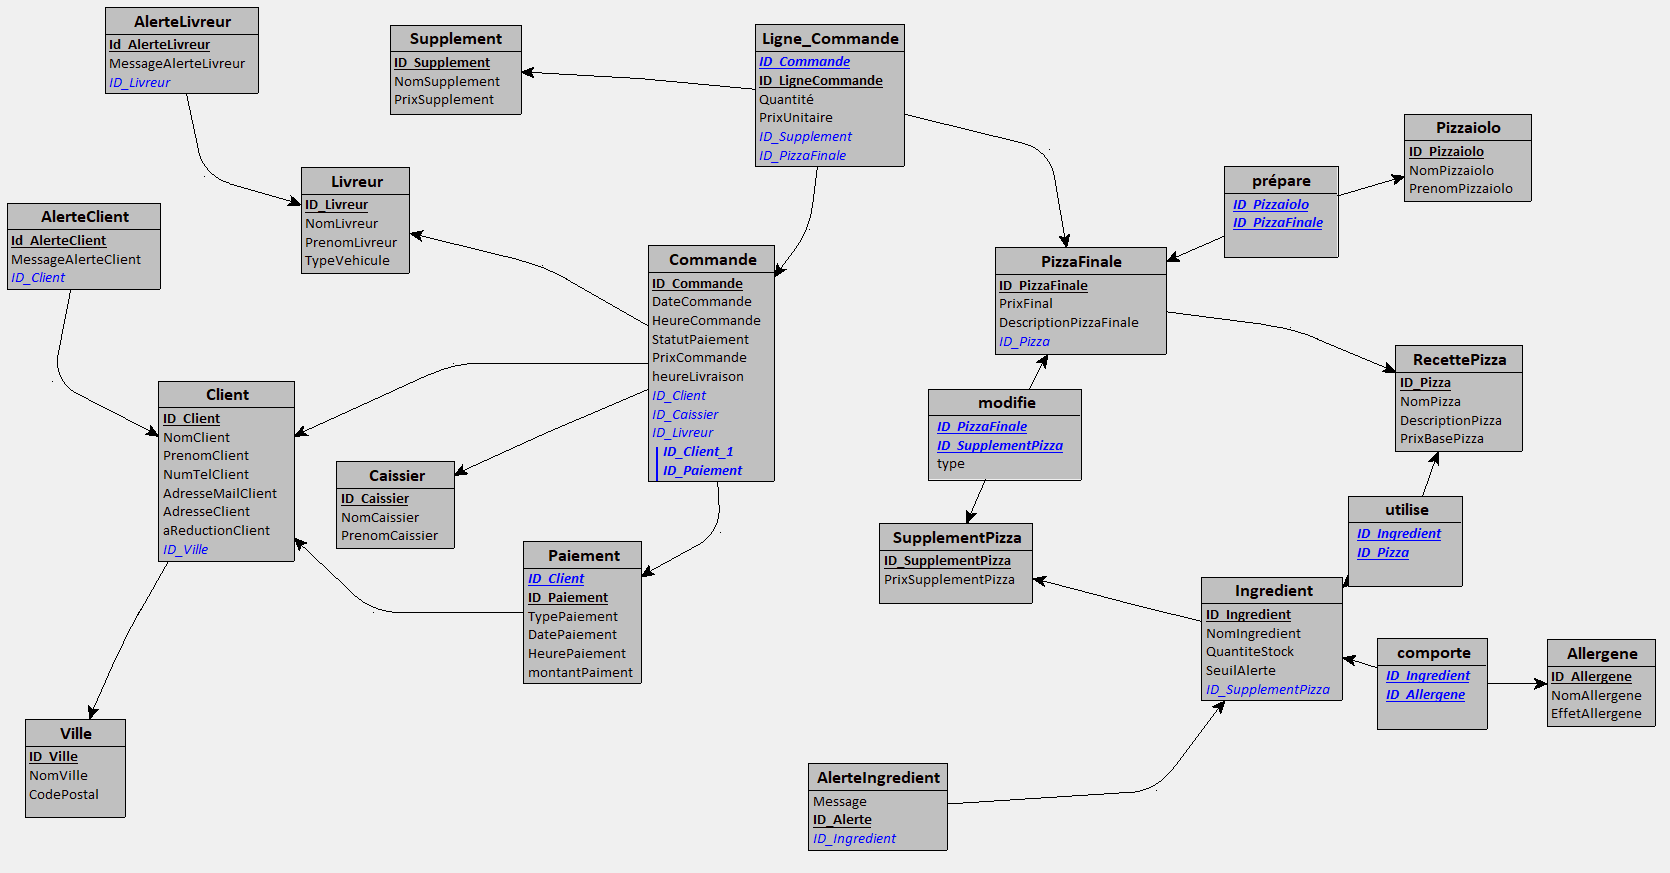 AlerteLivreur
Id_AlerteLivreur
MessageAlerteLivreur
ID_Livreur
Supplement
ID_Supplement
NomSupplement
PrixSupplement
Ligne_Commande
ID_Commande
ID_LigneCommande
Quantité
PrixUnitaire
ID_Supplement
ID_PizzaFinale
Pizzaiolo
ID_Pizzaiolo
NomPizzaiolo
PrenomPizzaiolo
prépare
ID_Pizzaiolo
ID_PizzaFinale
Livreur
ID_Livreur
NomLivreur
PrenomLivreur
TypeVehicule
AlerteClient
Id_AlerteClient
MessageAlerteClient
ID_Client
Commande
ID_Commande
DateCommande
HeureCommande
StatutPaiement
PrixCommande
heureLivraison
ID_Client
ID_Caissier
ID_Livreur
ID_Client_1
ID_Paiement
PizzaFinale
ID_PizzaFinale
PrixFinal
DescriptionPizzaFinale
ID_Pizza
RecettePizza
ID_Pizza
NomPizza
DescriptionPizza
PrixBasePizza
Client
ID_Client
NomClient
PrenomClient
NumTelClient
AdresseMailClient
AdresseClient
aReductionClient
ID_Ville
modifie
ID_PizzaFinale
ID_SupplementPizza
type
Caissier
ID_Caissier
NomCaissier
PrenomCaissier
utilise
ID_Ingredient
ID_Pizza
SupplementPizza
ID_SupplementPizza
PrixSupplementPizza
Paiement
ID_Client
ID_Paiement
TypePaiement
DatePaiement
HeurePaiement
montantPaiment
Ingredient
ID_Ingredient
NomIngredient
QuantiteStock
SeuilAlerte
ID_SupplementPizza
comporte
ID_Ingredient
ID_Allergene
Allergene
ID_Allergene
NomAllergene
EffetAllergene
Ville
ID_Ville
NomVille
CodePostal
AlerteIngredient
Message
ID_Alerte
ID_Ingredient